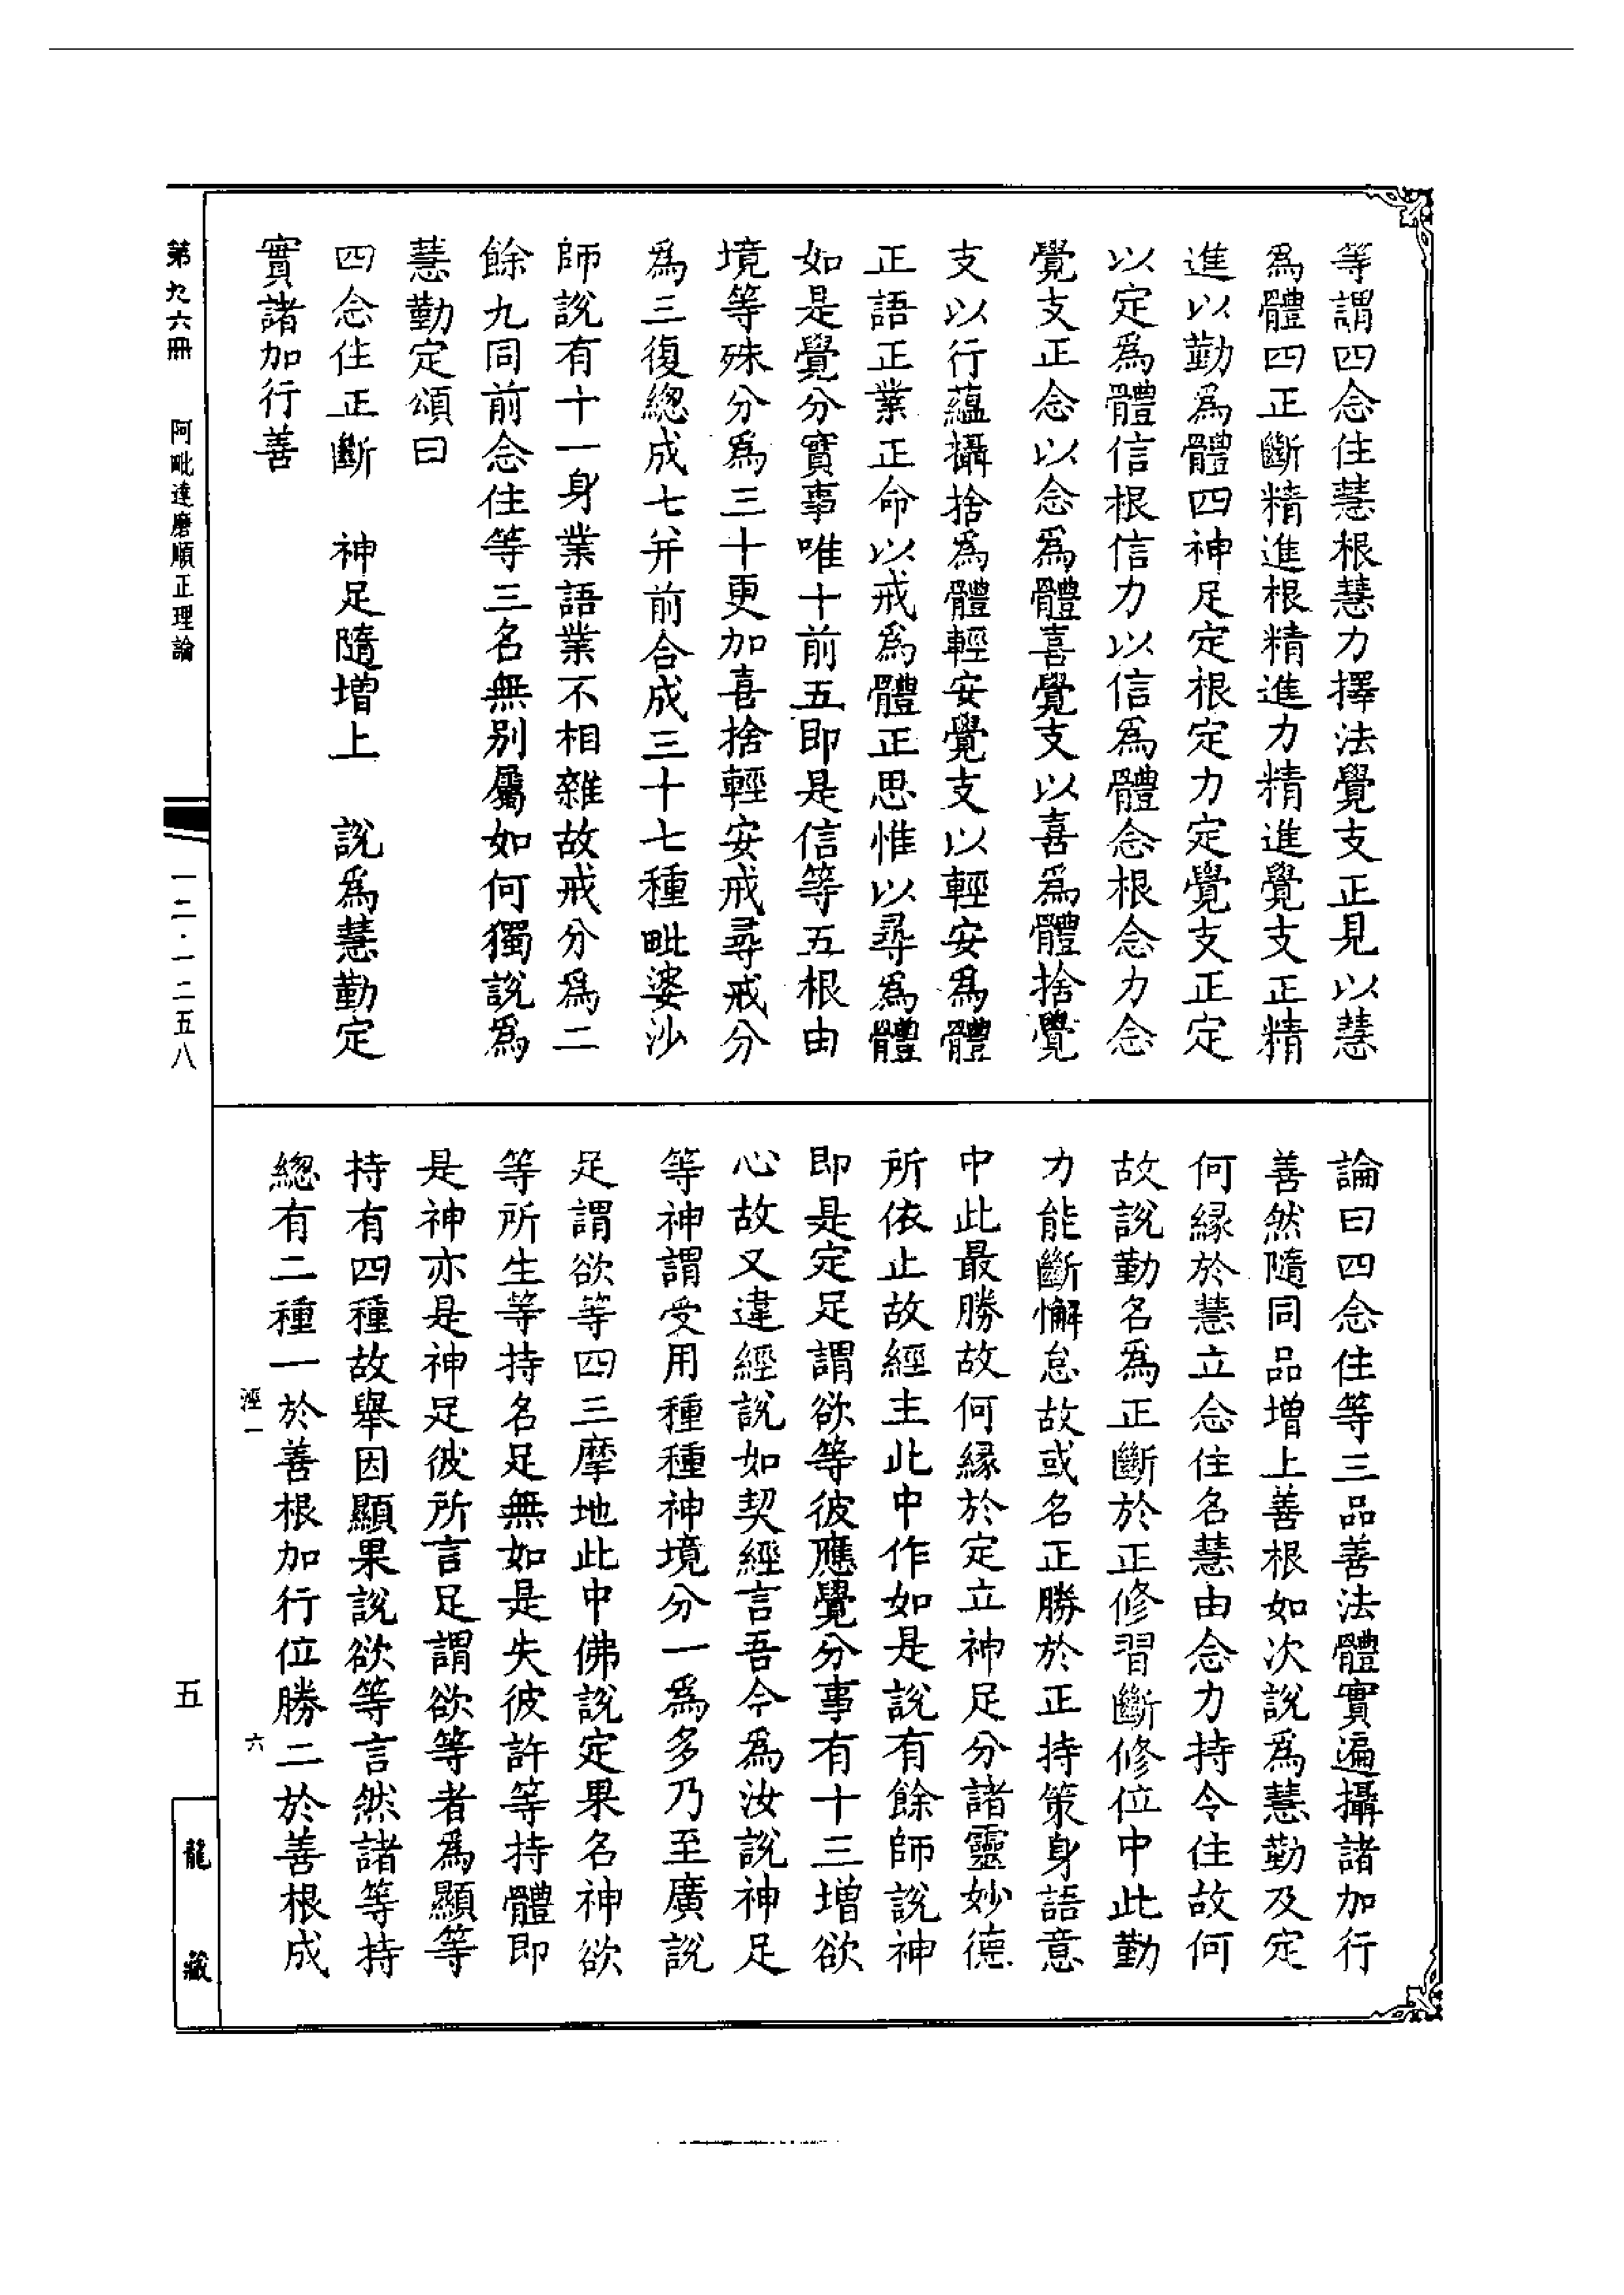 等謂四念住慧根慧力擇法覺支正見以慧
為體四正斷精進根精進力精進覺支正精
進以勤為體四神足定根定力定覺支正定
以定為體信根信力以信為體念根念力念
覺支正念以念為體喜覺支以喜為體捨覺
支以行蘊攝捨為體輕安覺支以輕安為體
正語正業正命以戒為體正思惟以尋為體
如是覺分實事唯十前五即是信等五根由
境等殊分為三十更加喜捨輕安戒尋戒分
為三復總成七并前合成三十七種毗婆沙
師說有十一身業語業不相雜故戒分為二
餘九同前念住等三名無別屬如何獨說為
慧勤定頌曰
四念住正斷　神足隨增上　說為慧勤定
實諸加行善
論曰四念住等三品善法體實遍攝諸加行
善然隨同品增上善根如次說為慧勤及定
何緣於慧立念住名慧由念力持令住故何
故說勤名為正斷於正修習斷修位中此勤
力能斷懈怠故或名正勝於正持策身語意
中此最勝故何緣於定立神足分諸靈妙德
所依止故經主此中作如是說有餘師說神
即是定足謂欲等彼應覺分事有十三增欲
心故又違經說如契經言吾今為汝說神足
等神謂受用種種神境分一為多乃至廣說
足謂欲等四三摩地此中佛說定果名神欲
等所生等持名足無如是失彼許等持體即
是神亦是神足彼所言足謂欲等者為顯等
持有四種故舉因顯果說欲等言然諸等持
總有二種一於善根加行位勝二於善根成
涇一
六
第九六冊
阿毗達磨順正理論
一二·一二五八
五
龍藏